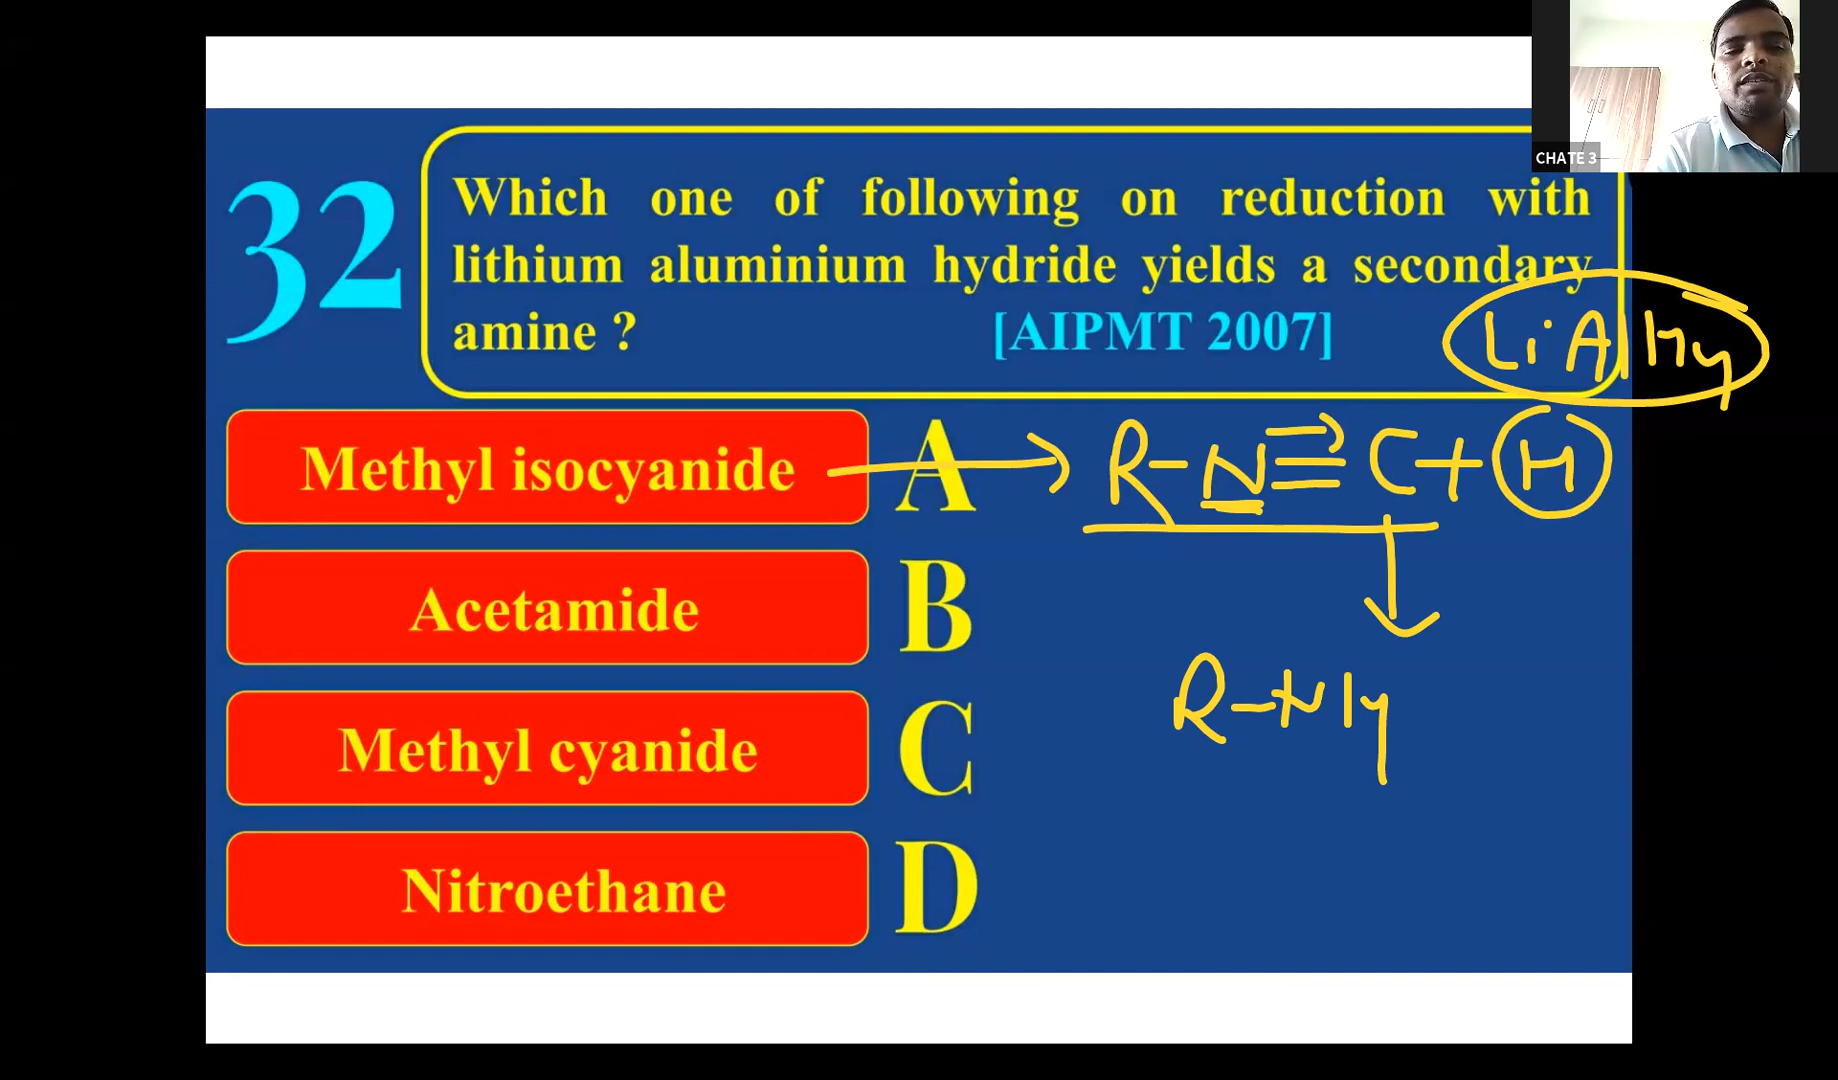 CHATE 3
32
Which one of following on reduction with
lithium aluminium hydride yields a secondary
amine ? [AIPMT 2007]
LiAlH4
Methyl isocyanide A
R-N≡C+H
Acetamide B
Methyl cyanide C
R-N
Nitroethane D